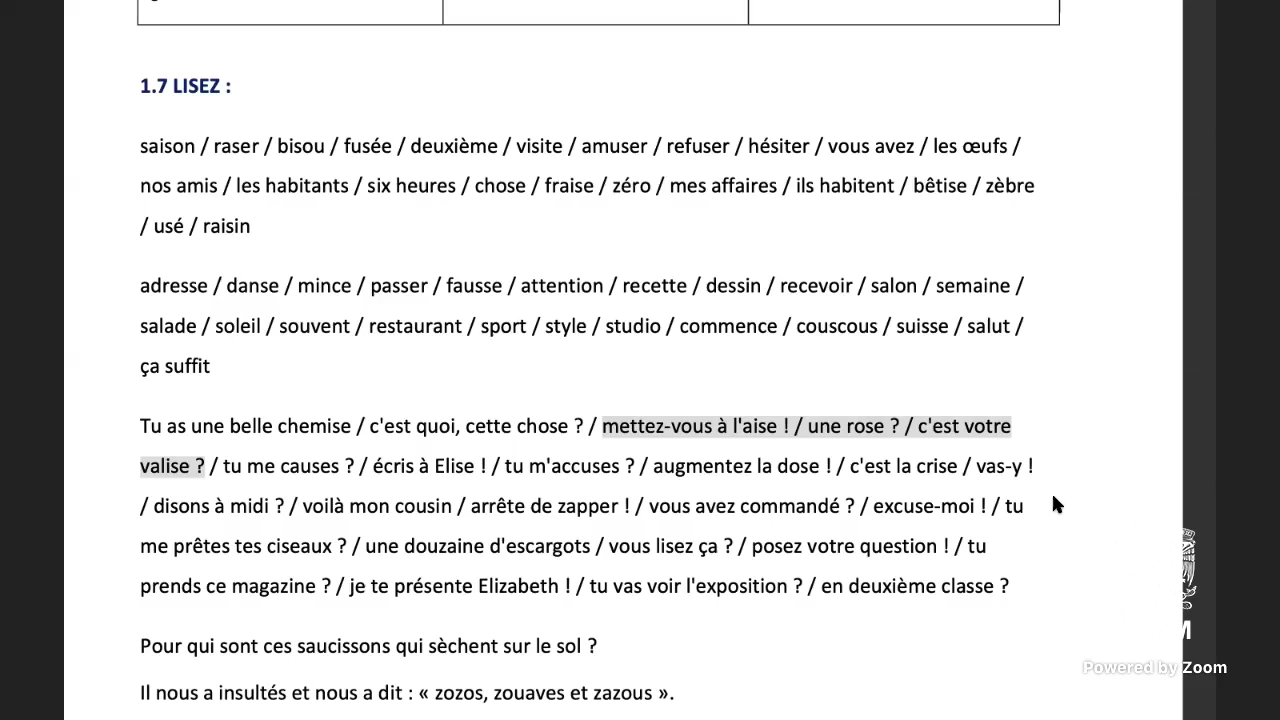 1.7 LISEZ :
saison / raser / bisou / fusée / deuxième / visite / amuser / refuser / hésiter / vous avez / les œufs /
nos amis / les habitants / six heures / chose / fraise / zéro / mes affaires / ils habitent / bêtise / zèbre
/ usé / raisin
adresse / danse / mince / passer / fausse / attention / recette / dessin / recevoir / salon / semaine /
salade / soleil / souvent / restaurant / sport / style / studio / commence / couscous / suisse / salut /
ça suffit
Tu as une belle chemise / c'est quoi, cette chose ? / mettez-vous à l'aise ! / une rose ? / c'est votre
valise ? / tu me causes ? / écris à Elise ! / tu m'accuses ? / augmentez la dose ! / c'est la crise / vas-y !
/ disons à midi ? / voilà mon cousin / arrête de zapper ! / vous avez commandé ? / excuse-moi ! / tu
me prêtes tes ciseaux ? / une douzaine d'escargots / vous lisez ça ? / posez votre question ! / tu
prends ce magazine ? / je te présente Elizabeth ! / tu vas voir l'exposition ? / en deuxième classe ?
Pour qui sont ces saucissons qui sèchent sur le sol ?
Il nous a insultés et nous a dit : « zozos, zouaves et zazous ».
M
Powered by Zoom